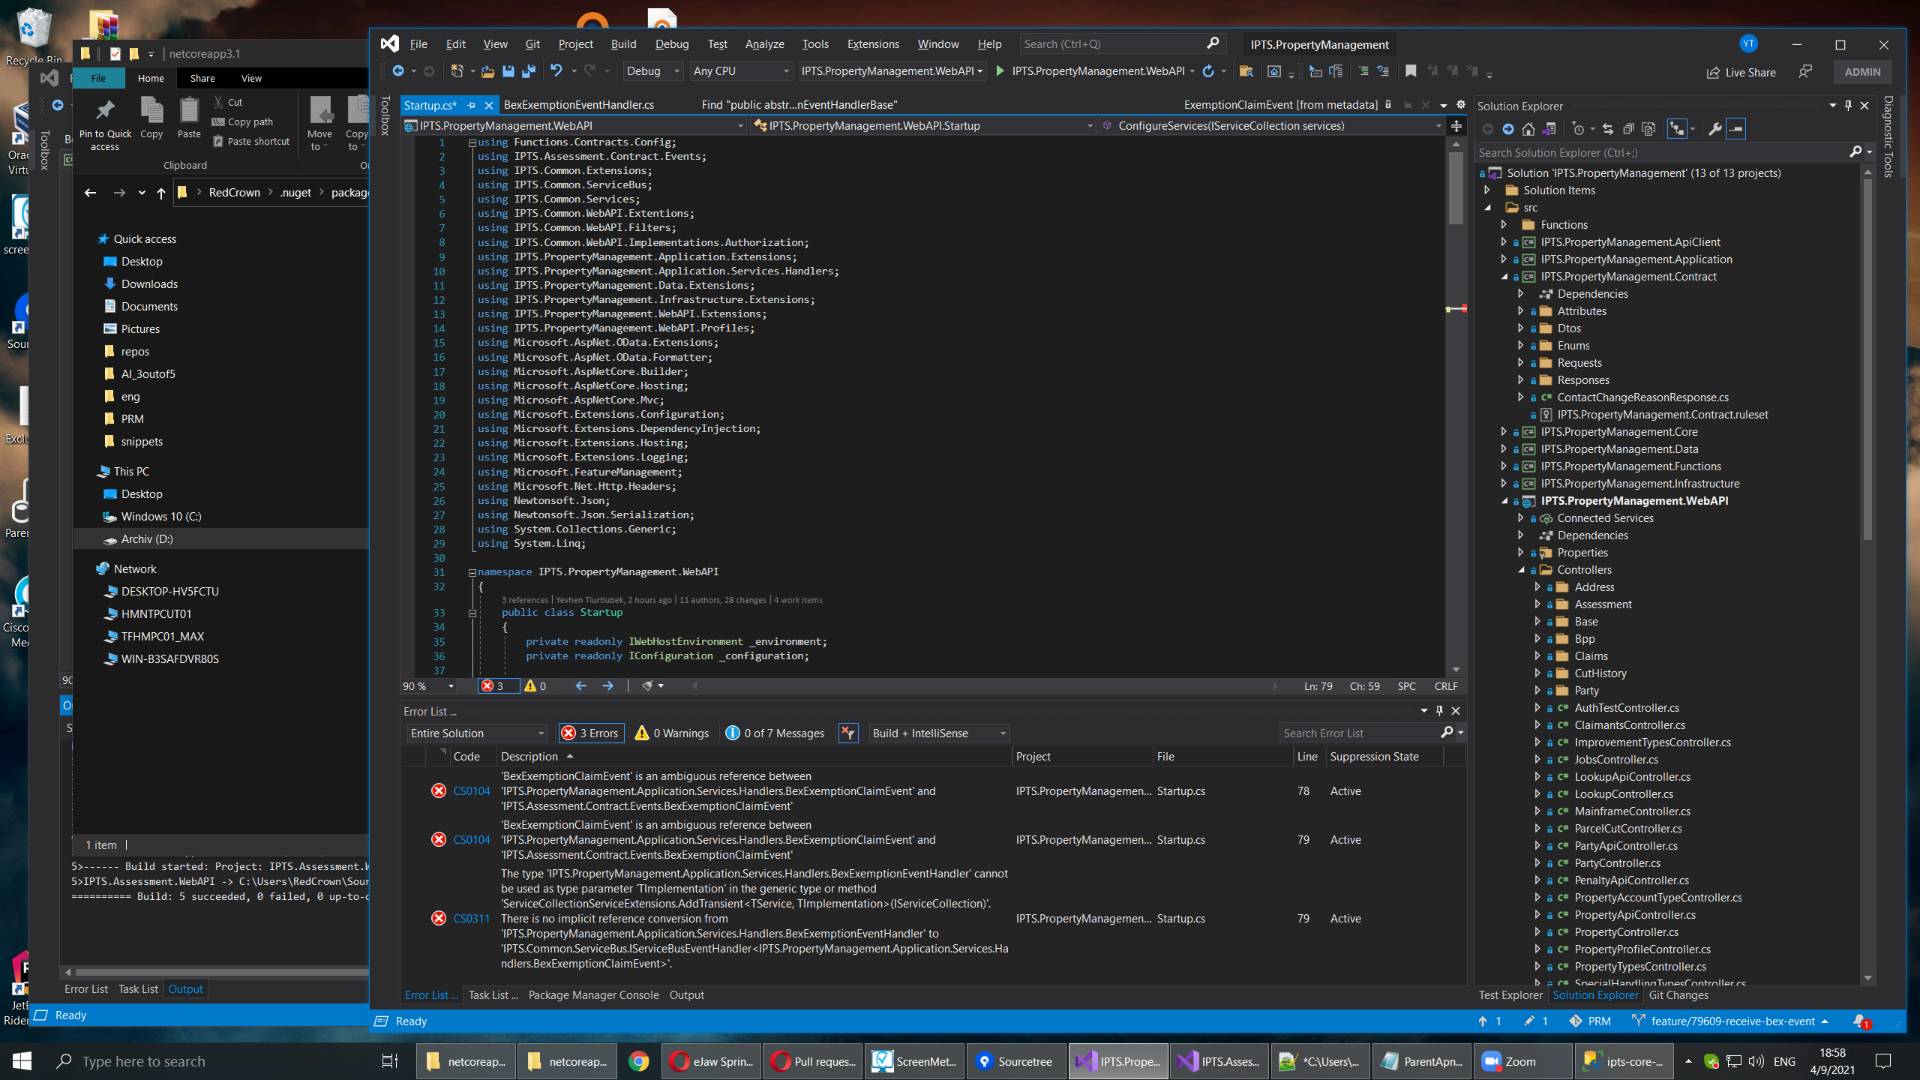 Recycle Bin
netcoreapp3.1
File Home Share View
Pin to Quick access
Copy
Paste
Cut
Copy path
Paste shortcut
Move to
Copy to
Clipboard
RedCrown > .nuget >
Quick access
Desktop
Downloads
Documents
Pictures
repos
AI_3outof5
eng
PRM
snippets
This PC
Desktop
Windows 10 (C:)
Archiv (D:)
Network
DESKTOP-HV5FCTU
HMNTPCUT01
TFHMPC01_MAX
WIN-B3SAFDVR80S
1 item
5>------ Build started: Project: IPTS.Assessment.W
5>IPTS.Assessment.WebAPI -> C:\Users\RedCrown\Sour
========== Build: 5 succeeded, 0 failed, 0 up-to-d
Error List Task List Output
Ready
File Edit View Git Project Build Debug Test Analyze Tools Extensions Window Help Search (Ctrl+Q) IPTS.PropertyManagement YT
Debug Any CPU IPTS.PropertyManagement.WebAPI IPTS.PropertyManagement.WebAPI Live Share ADMIN
Toolbox
Toolbox
Startup.cs* BexExemptionEventHandler.cs Find "public abstr...nEventHandlerBase" ExemptionClaimEvent [from metadata]
IPTS.PropertyManagement.WebAPI IPTS.PropertyManagement.WebAPI.Startup ConfigureServices(IServiceCollection services)
1 using Functions.Contracts.Config;
2 using IPTS.Assessment.Contract.Events;
3 using IPTS.Common.Extensions;
4 using IPTS.Common.ServiceBus;
5 using IPTS.Common.Services;
6 using IPTS.Common.WebAPI.Extentions;
7 using IPTS.Common.WebAPI.Filters;
8 using IPTS.Common.WebAPI.Implementations.Authorization;
9 using IPTS.PropertyManagement.Application.Extensions;
10 using IPTS.PropertyManagement.Application.Services.Handlers;
11 using IPTS.PropertyManagement.Data.Extensions;
12 using IPTS.PropertyManagement.Infrastructure.Extensions;
13 using IPTS.PropertyManagement.WebAPI.Extensions;
14 using IPTS.PropertyManagement.WebAPI.Profiles;
15 using Microsoft.AspNet.OData.Extensions;
16 using Microsoft.AspNet.OData.Formatter;
17 using Microsoft.AspNetCore.Builder;
18 using Microsoft.AspNetCore.Hosting;
19 using Microsoft.AspNetCore.Mvc;
20 using Microsoft.Extensions.Configuration;
21 using Microsoft.Extensions.DependencyInjection;
22 using Microsoft.Extensions.Hosting;
23 using Microsoft.Extensions.Logging;
24 using Microsoft.FeatureManagement;
25 using Microsoft.Net.Http.Headers;
26 using Newtonsoft.Json;
27 using Newtonsoft.Json.Serialization;
28 using System.Collections.Generic;
29 using System.Linq;
30
31 namespace IPTS.PropertyManagement.WebAPI
32 {
3 references | Yevhen Tiurtiubek, 2 hours ago | 11 authors, 28 changes | 4 work items
33 public class Startup
34 {
35 private readonly IWebHostEnvironment _environment;
36 private readonly IConfiguration _configuration;
37
90 % 3 0 Ln: 79 Ch: 59 SPC CRLF
Error List ...
Entire Solution 3 Errors 0 Warnings 0 of 7 Messages Build + IntelliSense Search Error List
Code Description Project File Line Suppression State
'BexExemptionClaimEvent' is an ambiguous reference between
CS0104 'IPTS.PropertyManagement.Application.Services.Handlers.BexExemptionClaimEvent' and IPTS.PropertyManagemen... Startup.cs 78 Active
'IPTS.Assessment.Contract.Events.BexExemptionClaimEvent'
'BexExemptionClaimEvent' is an ambiguous reference between
CS0104 'IPTS.PropertyManagement.Application.Services.Handlers.BexExemptionClaimEvent' and IPTS.PropertyManagemen... Startup.cs 79 Active
'IPTS.Assessment.Contract.Events.BexExemptionClaimEvent'
The type 'IPTS.PropertyManagement.Application.Services.Handlers.BexExemptionEventHandler' cannot
be used as type parameter 'TImplementation' in the generic type or method
'ServiceCollectionServiceExtensions.AddTransient<TService, TImplementation>(IServiceCollection)'.
CS0311 There is no implicit reference conversion from IPTS.PropertyManagemen... Startup.cs 79 Active
'IPTS.PropertyManagement.Application.Services.Handlers.BexExemptionEventHandler' to
'IPTS.Common.ServiceBus.IServiceBusEventHandler<IPTS.PropertyManagement.Application.Services.Ha
ndlers.BexExemptionClaimEvent>'.
Error List ... Task List ... Package Manager Console Output
Solution Explorer
Search Solution Explorer (Ctrl+;)
Solution 'IPTS.PropertyManagement' (13 of 13 projects)
Solution Items
src
Functions
IPTS.PropertyManagement.ApiClient
IPTS.PropertyManagement.Application
IPTS.PropertyManagement.Contract
Dependencies
Attributes
Dtos
Enums
Requests
Responses
ContactChangeReasonResponse.cs
IPTS.PropertyManagement.Contract.ruleset
IPTS.PropertyManagement.Core
IPTS.PropertyManagement.Data
IPTS.PropertyManagement.Functions
IPTS.PropertyManagement.Infrastructure
IPTS.PropertyManagement.WebAPI
Connected Services
Dependencies
Properties
Controllers
Address
Assessment
Base
Bpp
Claims
CutHistory
Party
AuthTestController.cs
ClaimantsController.cs
ImprovementTypesController.cs
JobsController.cs
LookupApiController.cs
LookupController.cs
MainframeController.cs
ParcelCutController.cs
PartyApiController.cs
PartyController.cs
PenaltyApiController.cs
PropertyAccountTypeController.cs
PropertyApiController.cs
PropertyController.cs
PropertyProfileController.cs
PropertyTypesController.cs
SpecialHandlingTypesController.cs
Test Explorer Solution Explorer Git Changes
Diagnostic Tools
Ready 1 1 PRM feature/79609-receive-bex-event 1
Type here to search netcoreap... netcoreap... eJaw Sprin... Pull reques... ScreenMet... Sourcetree IPTS.Prope... IPTS.Asses... *C:\Users\... ParentApn... Zoom ipts-core-... ENG 18:58
4/9/2021